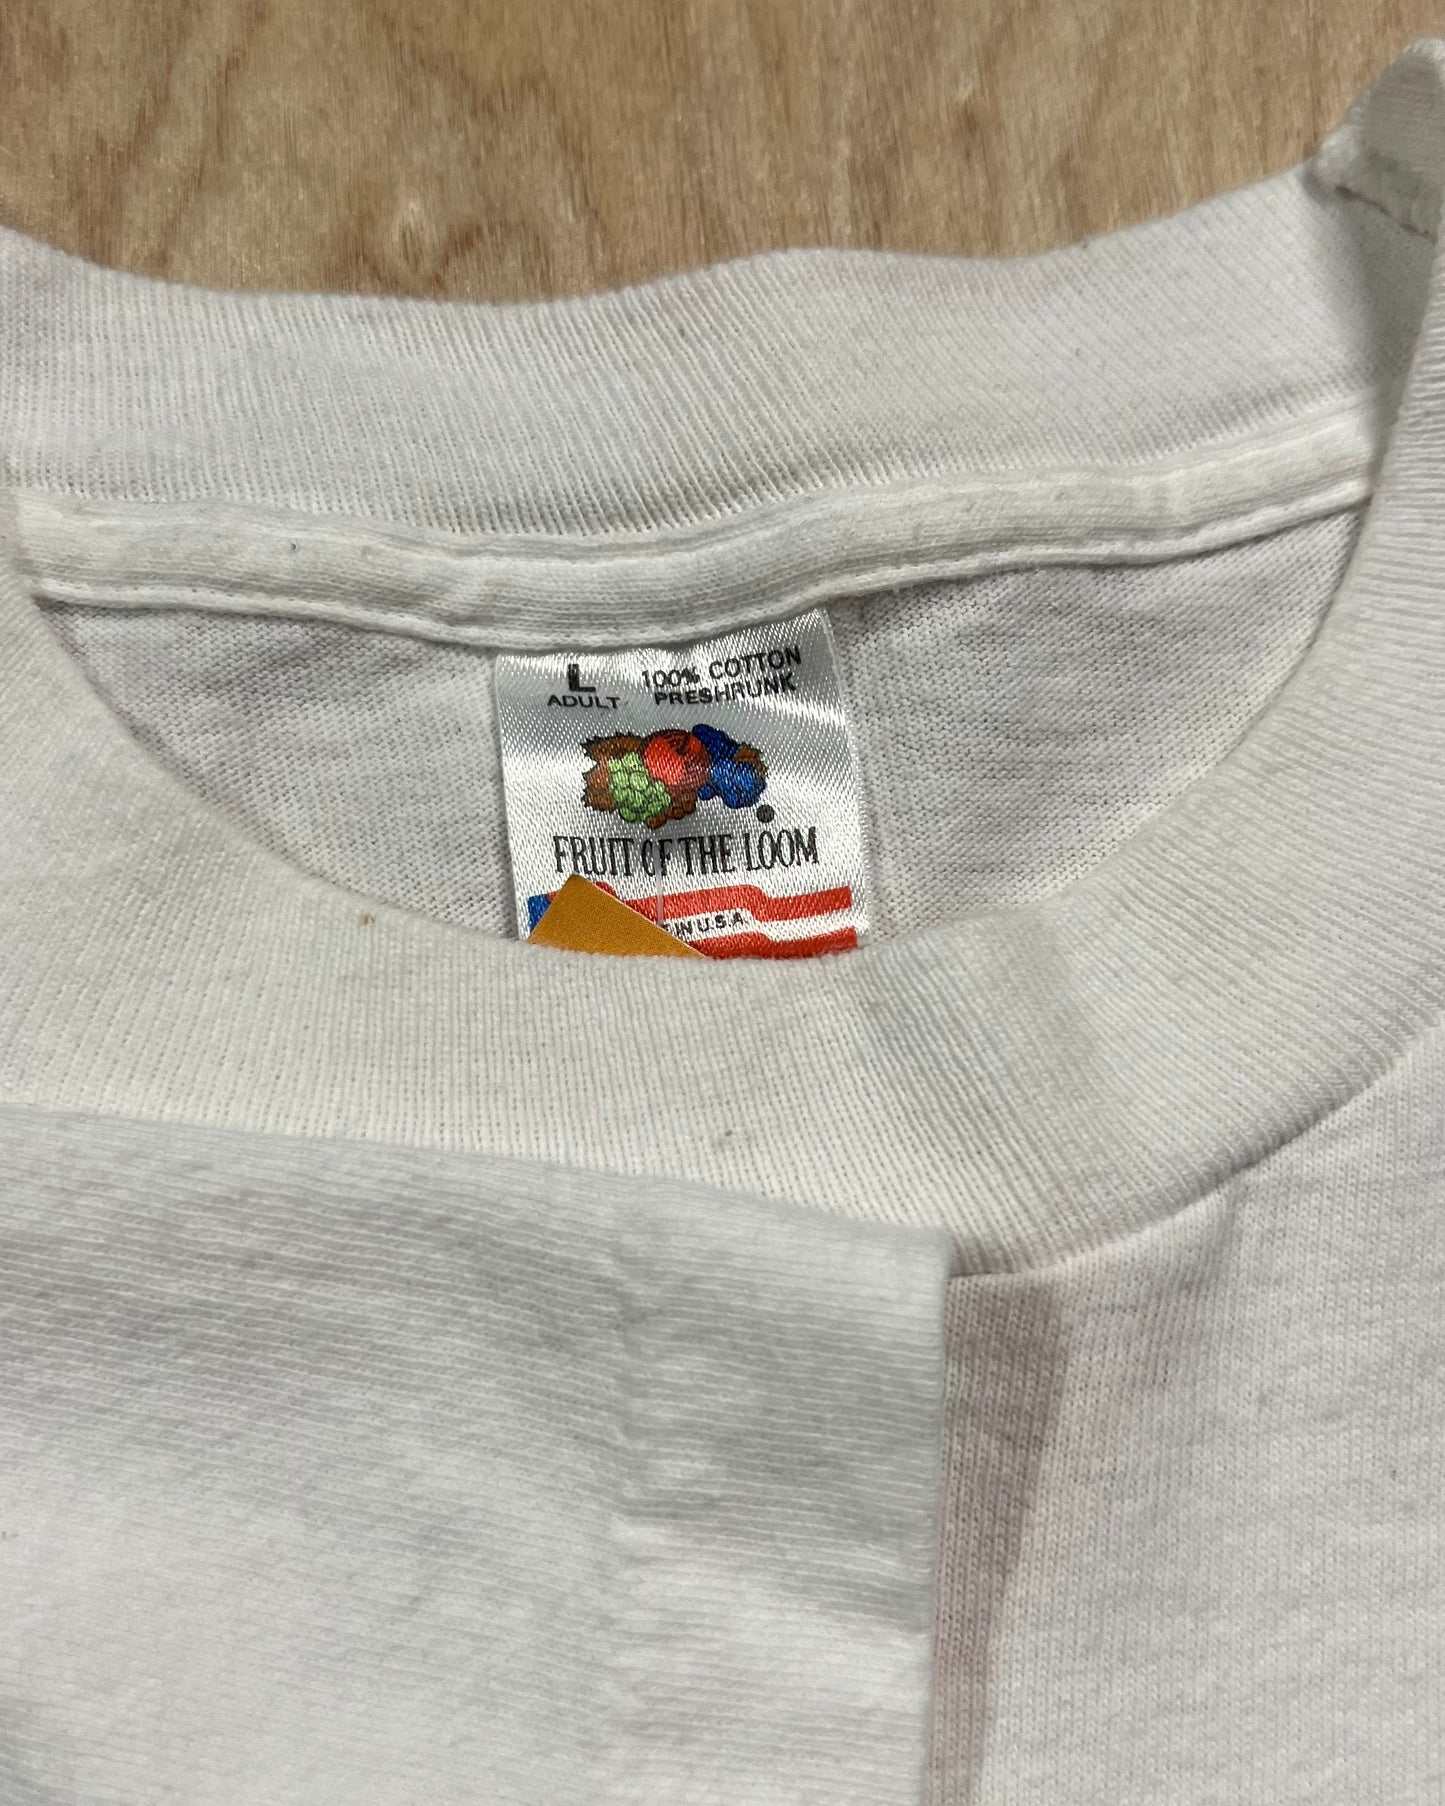 L 100% COTTON
ADULT PRESHRUNK
FRUIT OF THE LOOM
IN U.S.A.